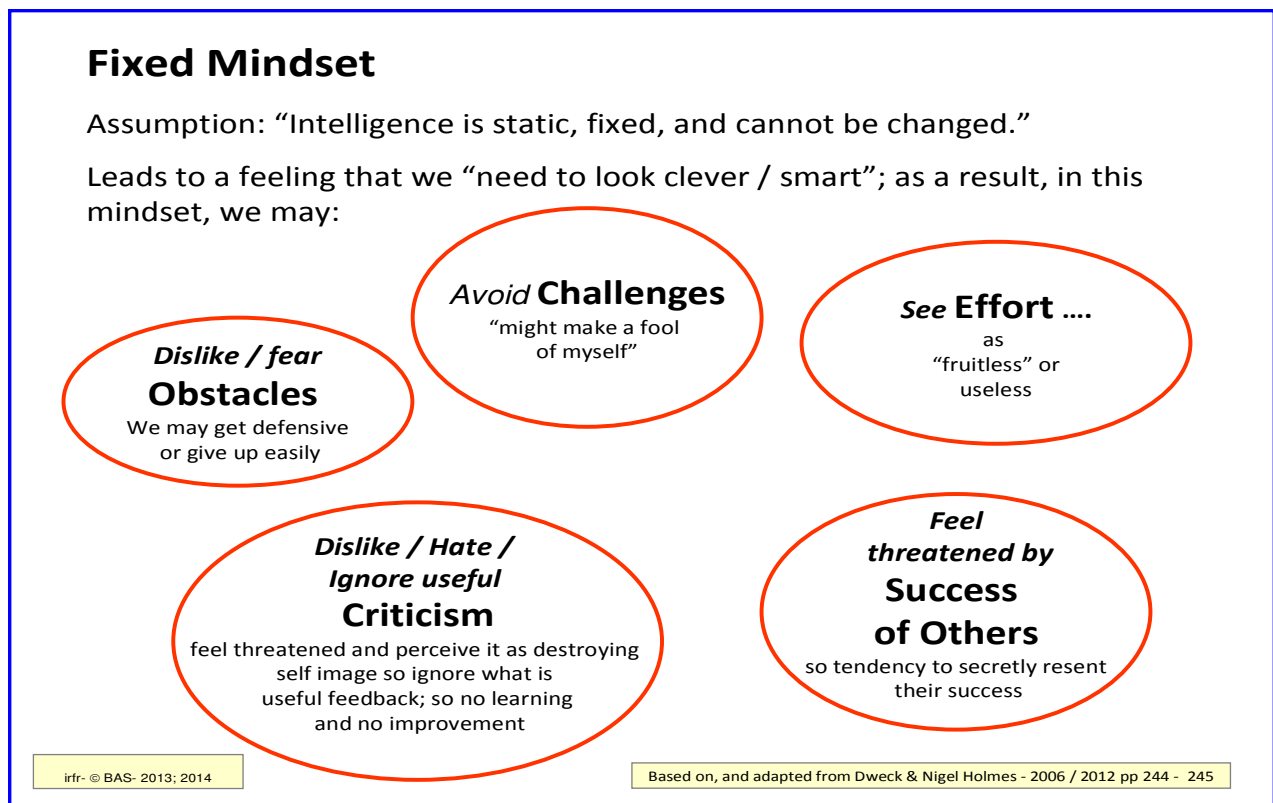 Fixed Mindset
Assumption: “Intelligence is static, fixed, and cannot be changed.”
Leads to a feeling that we “need to look clever / smart”; as a result, in this
mindset, we may:
Avoid Challenges
“might make a fool
of myself”
See Effort ....
as
“fruitless” or
useless
Dislike / fear
Obstacles
We may get defensive
or give up easily
Dislike / Hate /
Ignore useful
Criticism
feel threatened and perceive it as destroying
self image so ignore what is
useful feedback; so no learning
and no improvement
Feel
threatened by
Success
of Others
so tendency to secretly resent
their success
irfr- © BAS- 2013; 2014
Based on, and adapted from Dweck & Nigel Holmes - 2006 / 2012 pp 244 - 245